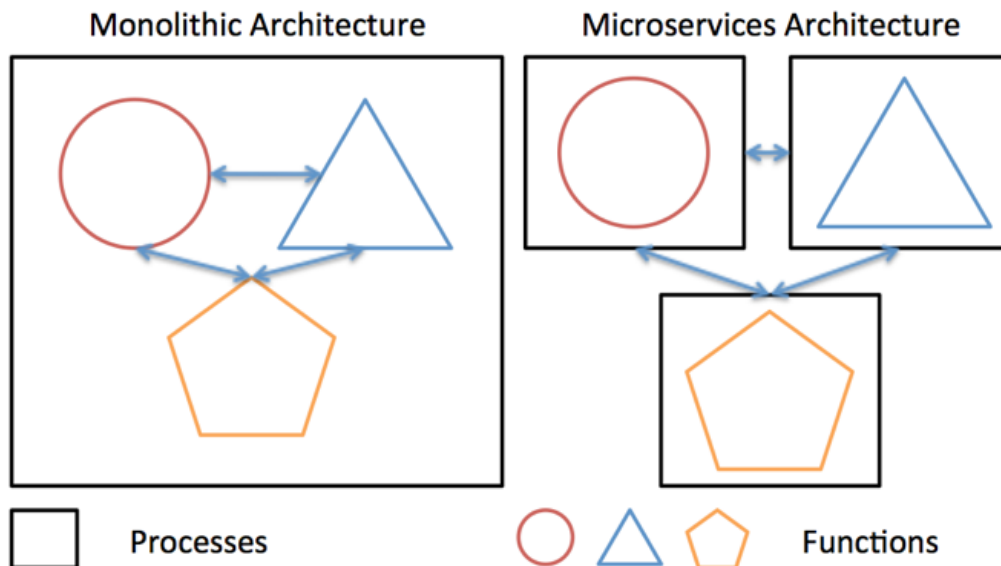 Monolithic Architecture
Microservices Architecture
Processes
Functions